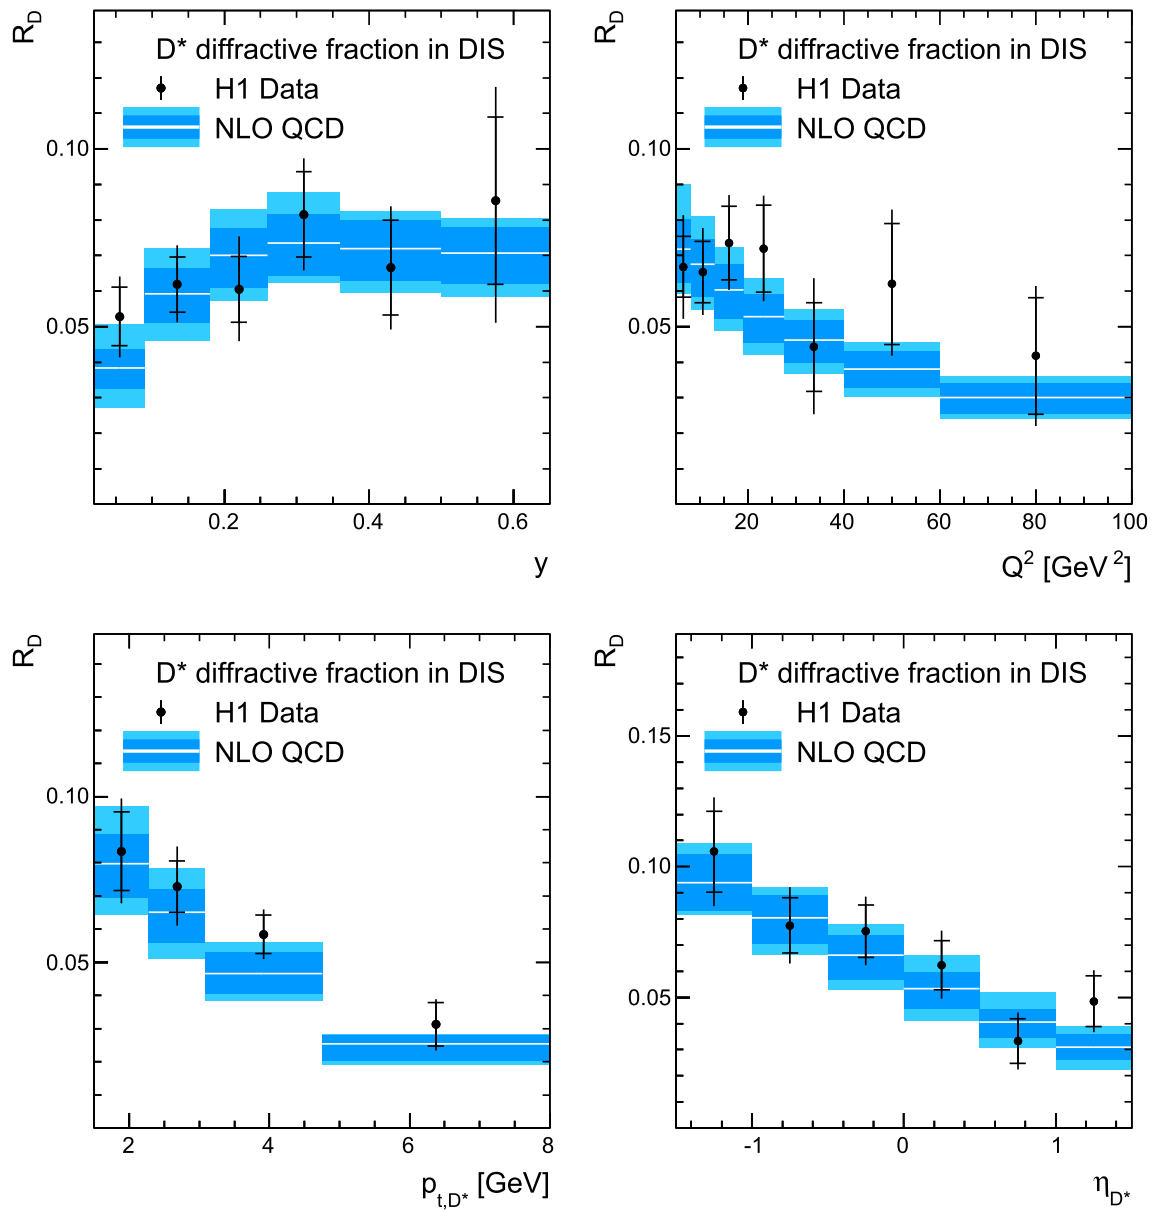 R_D
D* diffractive fraction in DIS
H1 Data
NLO QCD
0.10
0.05
0.2 0.4 0.6
y
R_D
D* diffractive fraction in DIS
H1 Data
NLO QCD
0.10
0.05
20 40 60 80 100
Q² [GeV²]
R_D
D* diffractive fraction in DIS
H1 Data
NLO QCD
0.10
0.05
2 4 6 8
p_t,D* [GeV]
R_D
D* diffractive fraction in DIS
H1 Data
NLO QCD
0.15
0.10
0.05
-1 0 1
η_D*